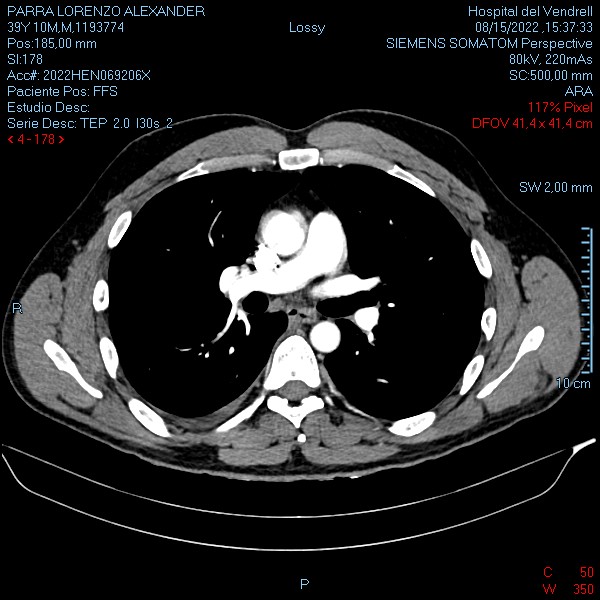 PARRA LORENZO ALEXANDER
39Y 10M,M,1193774
Pos:185,00 mm
SI:178
Acc#: 2022HEN069206X
Paciente Pos: FFS
Estudio Desc:
Serie Desc: TEP  2.0  I30s  2
< 4 - 178 >
Lossy
Hospital del Vendrell
08/15/2022 ,15:37:33
SIEMENS SOMATOM Perspective
80kV, 220mAs
SC:500,00 mm
ARA
117% Pixel
DFOV 41,4 x 41,4 cm
SW 2,00 mm
R
10 cm
P
C 50
W 350